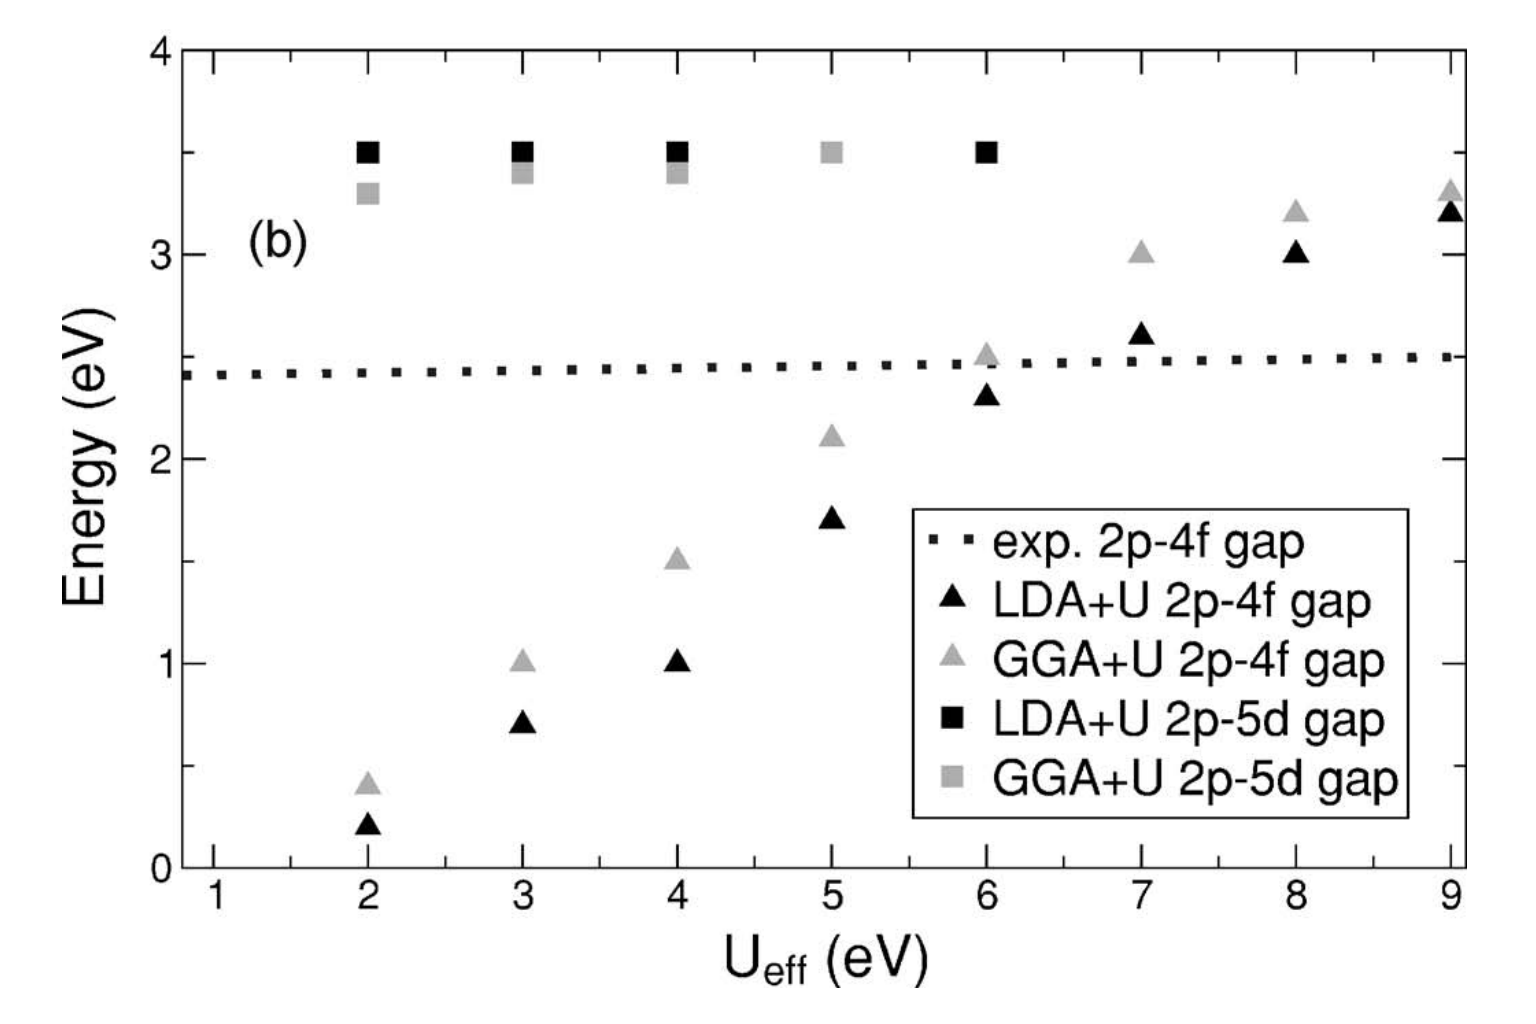 4
3
2
1
0
Energy (eV)
(b)
exp. 2p-4f gap
LDA+U 2p-4f gap
GGA+U 2p-4f gap
LDA+U 2p-5d gap
GGA+U 2p-5d gap
1 2 3 4 5 6 7 8 9
Ueff (eV)